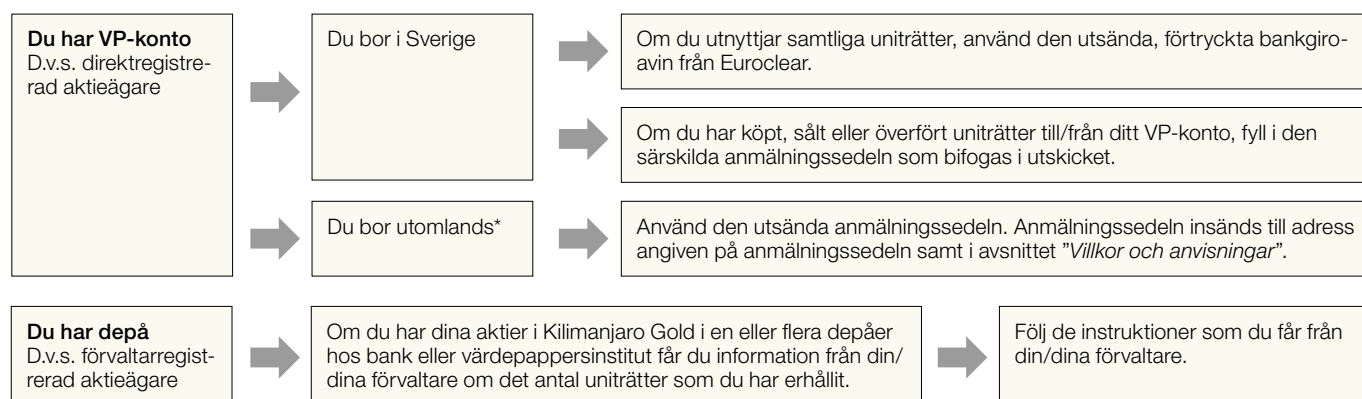 Du har VP-konto
D.v.s. direktregistre-
rad aktieägare
Du bor i Sverige
Om du utnyttjar samtliga uniträtter, använd den utsända, förtryckta bankgiro-
avin från Euroclear.
Om du har köpt, sålt eller överfört uniträtter till/från ditt VP-konto, fyll i den
särskilda anmälningssedeln som bifogas i utskicket.
Du bor utomlands*
Använd den utsända anmälningssedeln. Anmälningssedeln insänds till adress
angiven på anmälningssedeln samt i avsnittet ”Villkor och anvisningar”.
Du har depå
D.v.s. förvaltarregist-
rerad aktieägare
Om du har dina aktier i Kilimanjaro Gold i en eller flera depåer
hos bank eller värdepappersinstitut får du information från din/
dina förvaltare om det antal uniträtter som du har erhållit.
Följ de instruktioner som du får från
din/dina förvaltare.